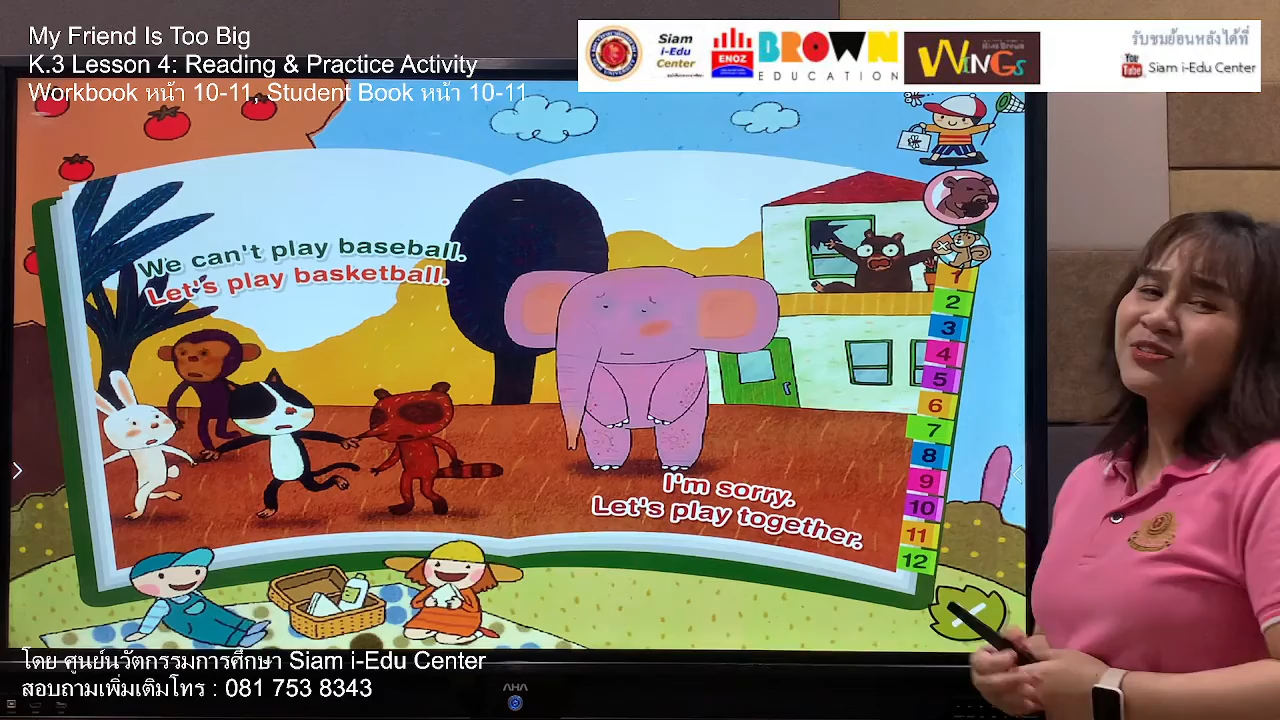 My Friend Is Too Big
K.3 Lesson 4: Reading & Practice Activity
Workbook หน้า 10-11, Student Book หน้า 10-11
Siam
i-Edu
Center
ENOZ
BROWN
EDUCATION
WiNGs
รับชมย้อนหลังได้ที่
You Tube Siam i-Edu Center
We can't play baseball.
Let's play basketball.
I'm sorry.
Let's play together.
1
2
3
4
5
6
7
8
9
10
11
12
โดย ศูนย์นวัตกรรมการศึกษา Siam i-Edu Center
สอบถามเพิ่มเติมโทร : 081 753 8343
AHA